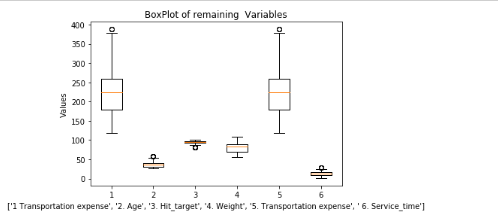 BoxPlot of remaining  Variables
400
350
300
250
200
150
100
50
0
Values
1 2 3 4 5 6
['1 Transportation expense', '2. Age', '3. Hit_target', '4. Weight', '5. Transportation expense', ' 6. Service_time']